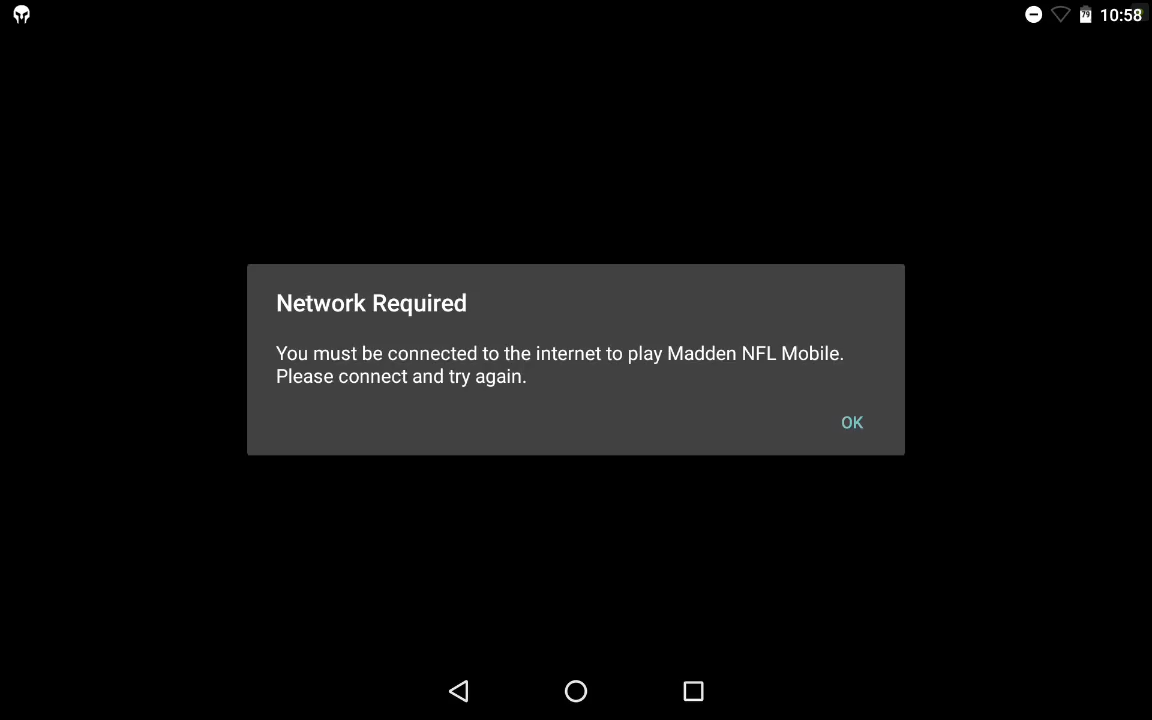 79 10:58
Network Required
You must be connected to the internet to play Madden NFL Mobile.
Please connect and try again.
OK